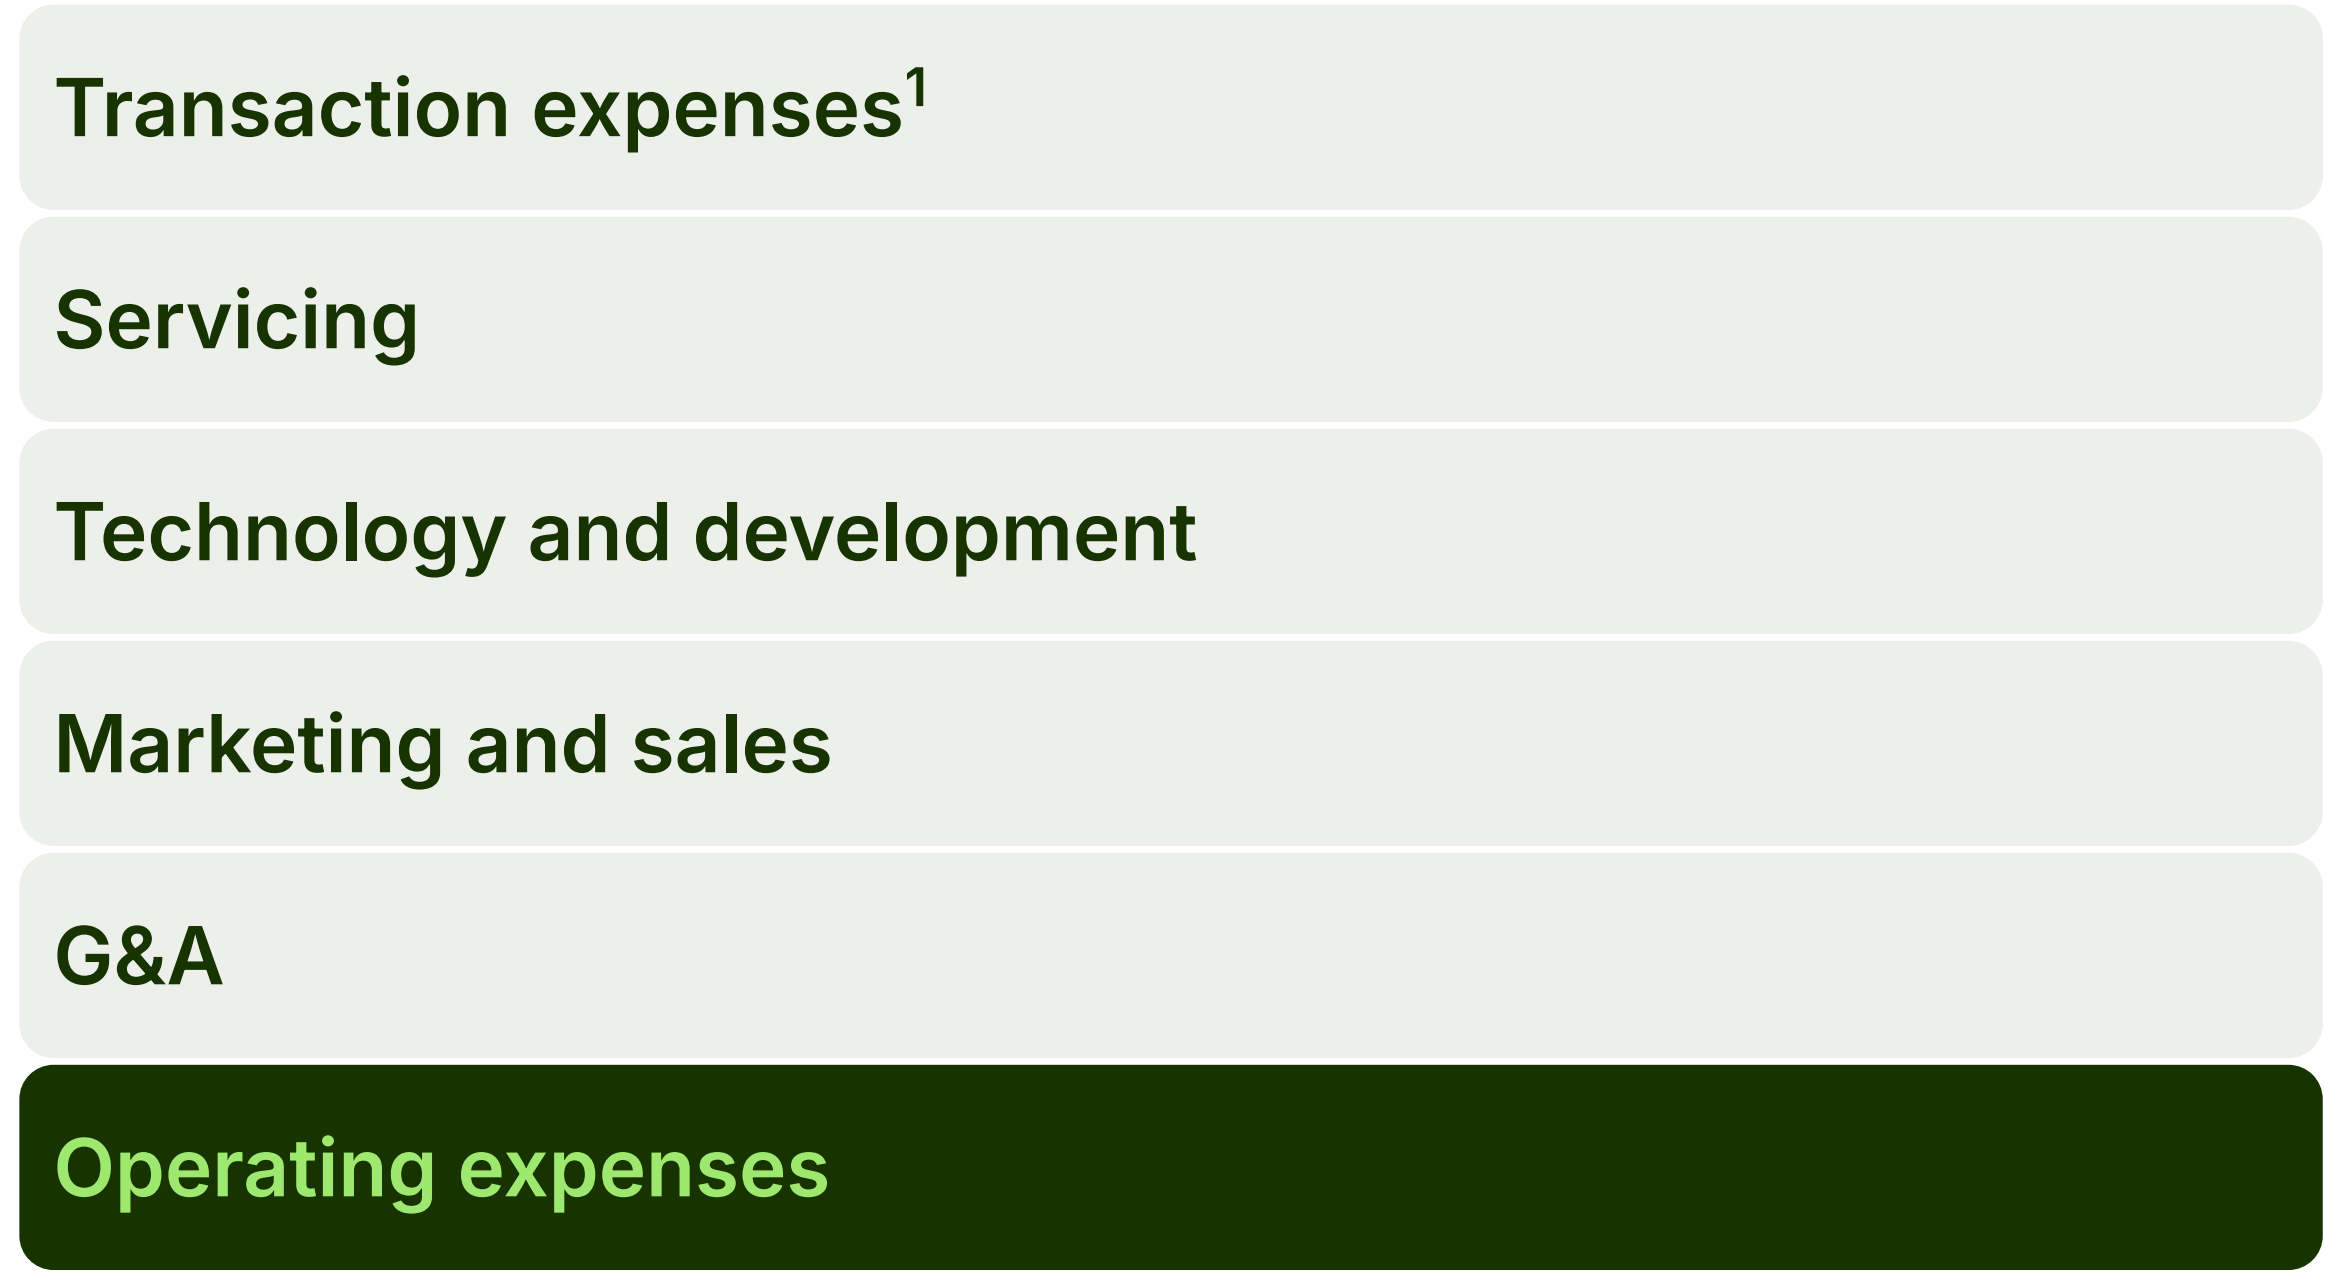 Transaction expenses¹
Servicing
Technology and development
Marketing and sales
G&A
Operating expenses